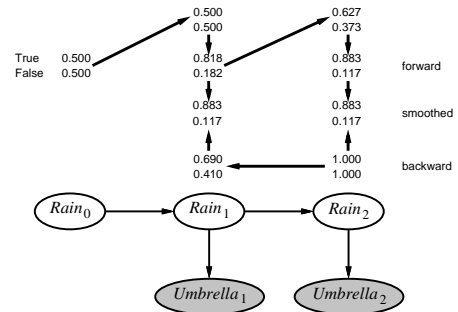 0.500 0.627
0.500 0.373
True 0.500 0.818 0.883 forward
False 0.500 0.182 0.117
0.883 0.883 smoothed
0.117 0.117
0.690 1.000 backward
0.410 1.000
Rain0 Rain1 Rain2
Umbrella1 Umbrella2